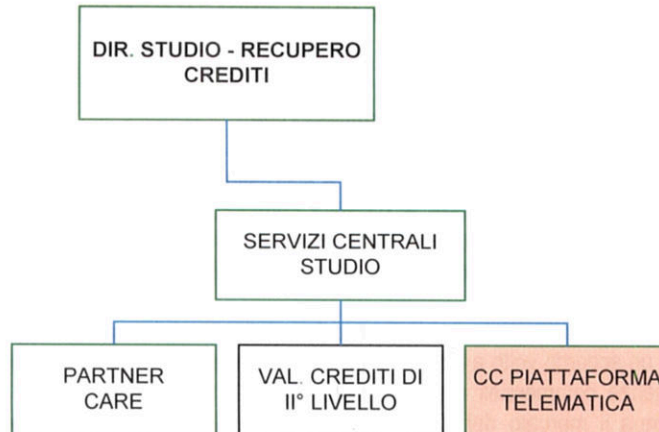 DIR. STUDIO - RECUPERO
CREDITI
SERVIZI CENTRALI
STUDIO
PARTNER
CARE
VAL. CREDITI DI
II° LIVELLO
CC PIATTAFORMA
TELEMATICA